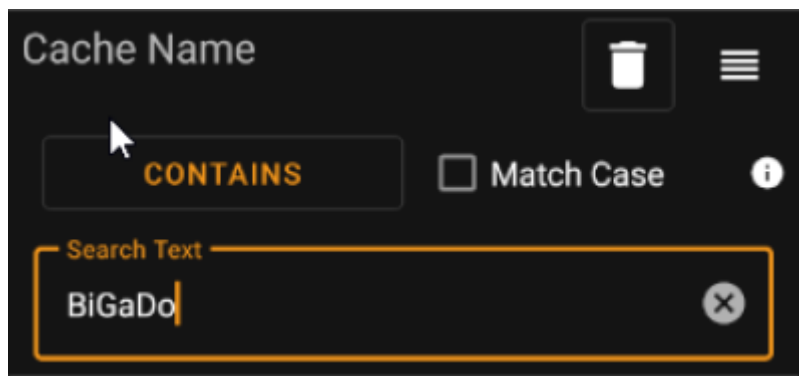 Cache Name
CONTAINS
Match Case
Search Text
BiGaDo